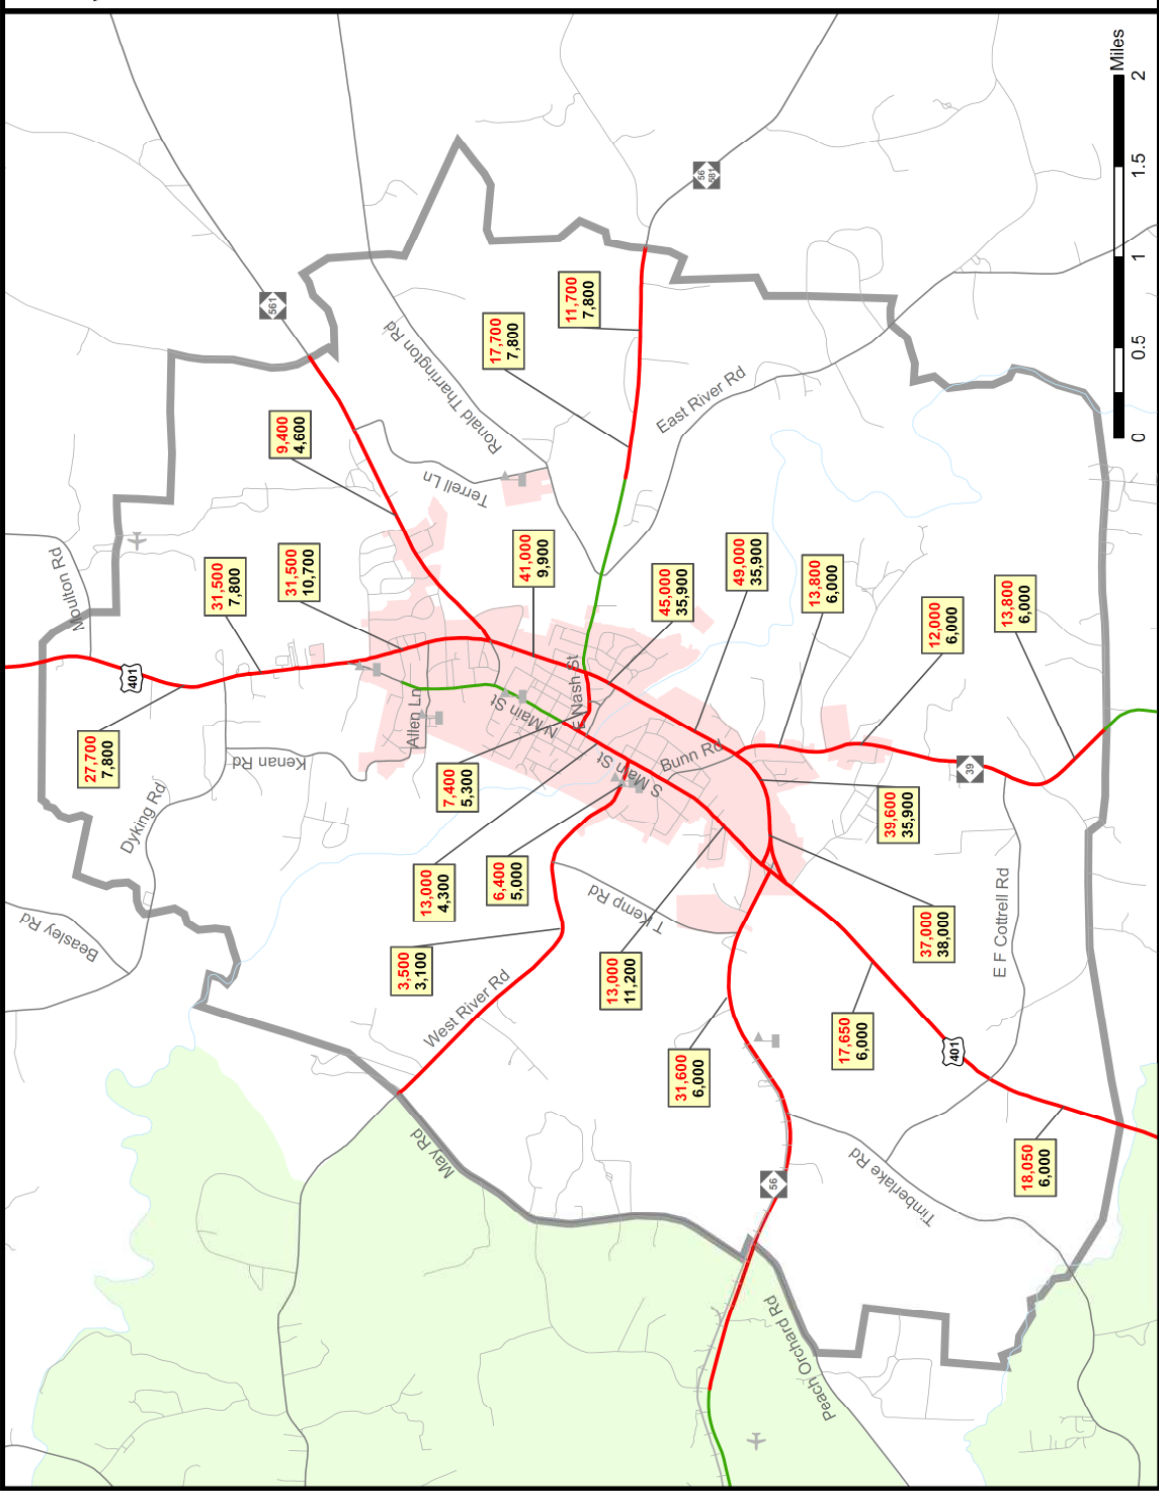 Moulton Rd
401
27,700
7,800
31,500
7,800
31,500
10,700
9,400
4,600
561
Ronald Tharrington Rd
Terrell Ln
17,700
7,800
11,700
7,800
56
581
East River Rd
41,000
9,900
45,000
35,900
49,000
35,900
13,800
6,000
12,000
6,000
13,800
6,000
39
Kenan Rd
Allen Ln
Dyking Rd
Beasley Rd
N Main St
E Nash St
S Main St
Bunn Rd
7,400
5,300
13,000
4,300
6,400
5,000
3,500
3,100
39,600
35,900
37,000
38,000
13,000
11,200
T Kemp Rd
West River Rd
May Rd
31,600
6,000
17,650
6,000
401
18,050
6,000
E F Cottrell Rd
Timberlake Rd
56
Peach Orchard Rd
0
0.5
1
1.5
2
Miles